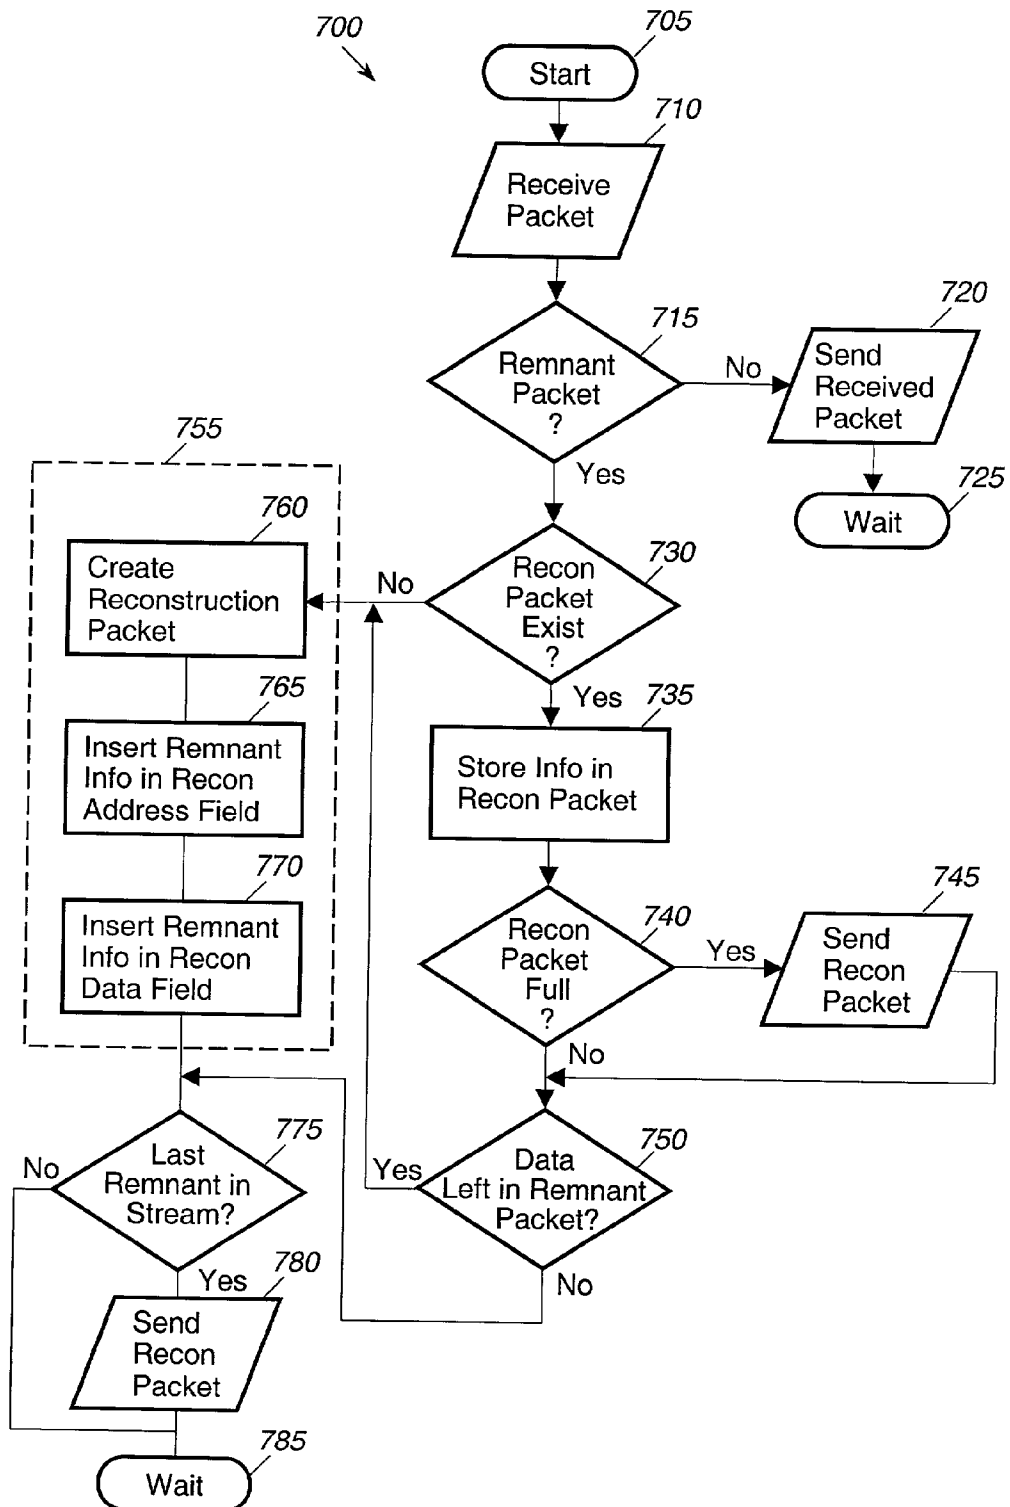 700
705
Start
710
Receive
Packet
715
Remnant
Packet
?
No
720
Send
Received
Packet
Yes
725
Wait
755
730
Recon
Packet
Exist
?
No
760
Create
Reconstruction
Packet
Yes
735
Store Info in
Recon Packet
765
Insert Remnant
Info in Recon
Address Field
740
Recon
Packet
Full
?
Yes
745
Send
Recon
Packet
770
Insert Remnant
Info in Recon
Data Field
No
750
Data
Left in Remnant
Packet?
Yes
No
775
Last
Remnant in
Stream?
No
Yes
780
Send
Recon
Packet
785
Wait